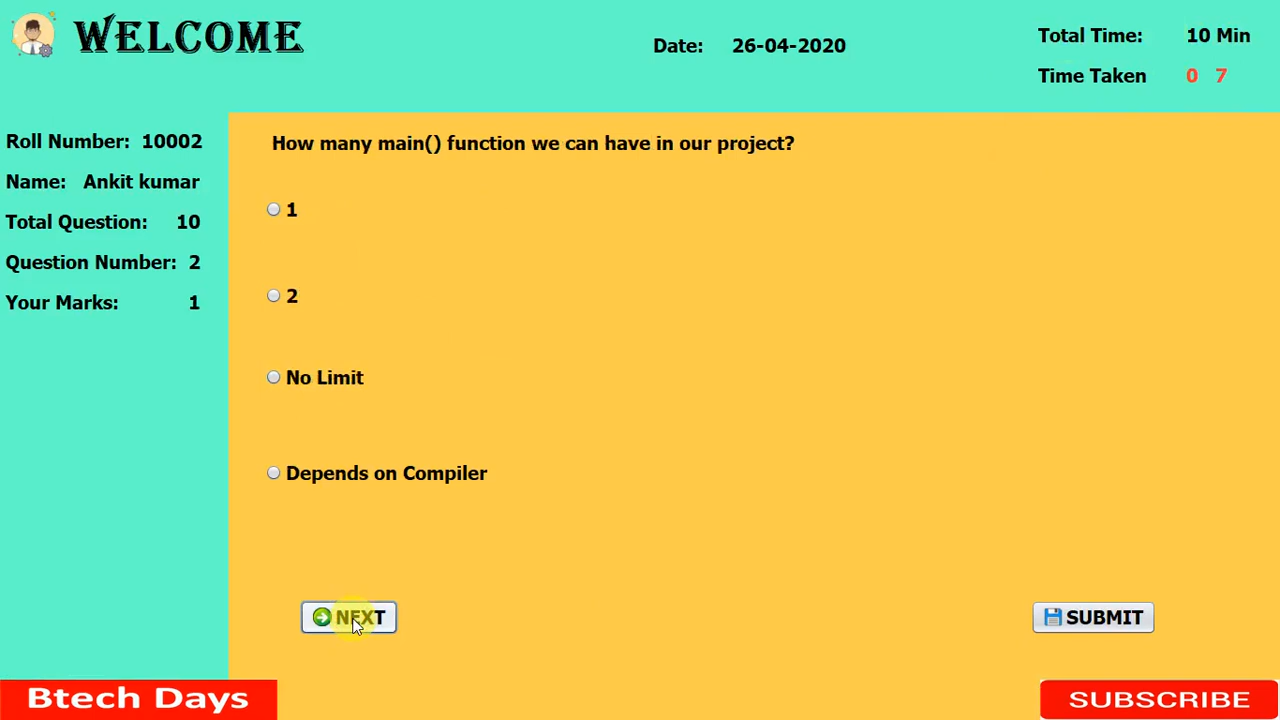 WELCOME
Date: 26-04-2020
Total Time: 10 Min
Time Taken 0 7
Roll Number: 10002
Name: Ankit kumar
Total Question: 10
Question Number: 2
Your Marks: 1
How many main() function we can have in our project?
1
2
No Limit
Depends on Compiler
NEXT
SUBMIT
Btech Days
SUBSCRIBE